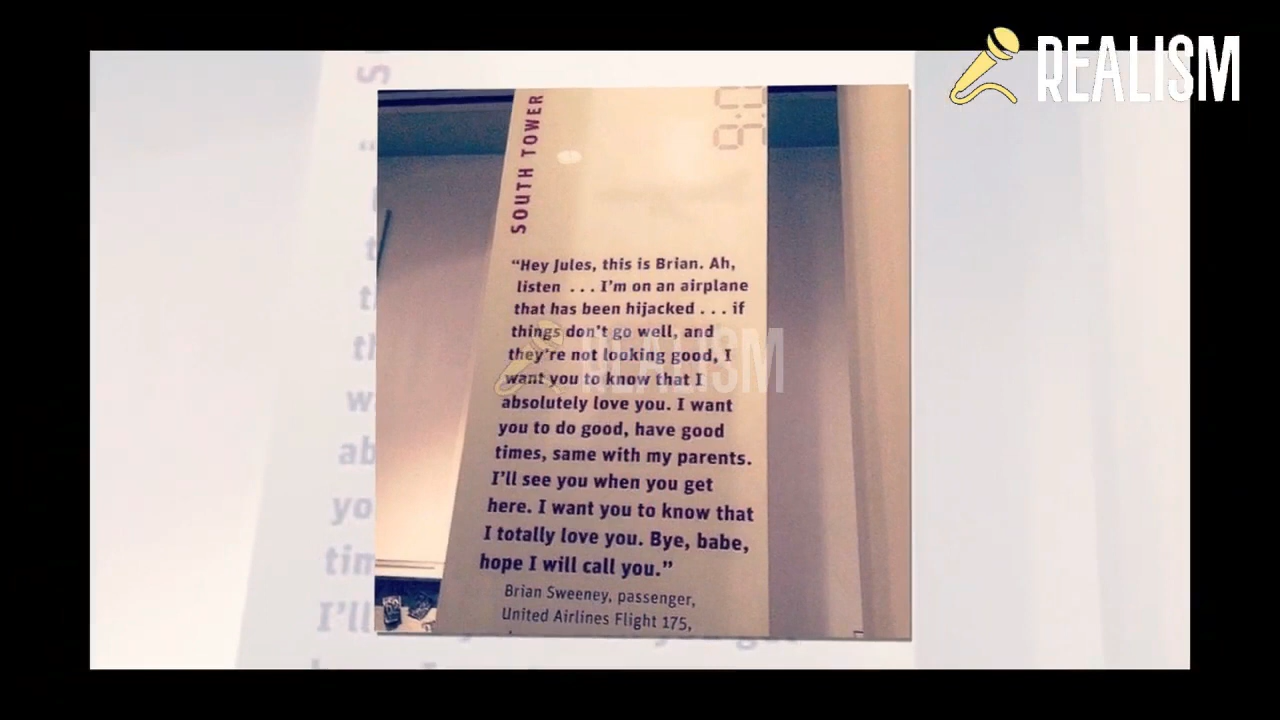 REALISM
SOUTH TOWER
9:0
“Hey Jules, this is Brian. Ah,
listen . . . I’m on an airplane
that has been hijacked . . . if
things don’t go well, and
they’re not looking good, I
want you to know that I
absolutely love you. I want
you to do good, have good
times, same with my parents.
I’ll see you when you get
here. I want you to know that
I totally love you. Bye, babe,
hope I will call you.”
Brian Sweeney, passenger,
United Airlines Flight 175,
REALISM